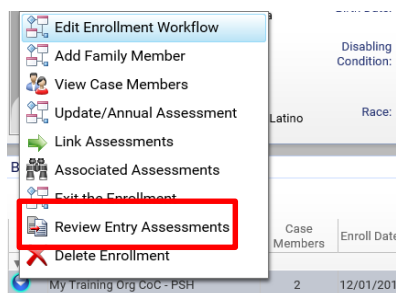 Edit Enrollment Workflow
Add Family Member
Disabling
Condition:
View Case Members
Update/Annual Assessment
Latino
Race:
Link Assessments
B
Associated Assessments
Exit the Enrollment
Review Entry Assessments
Case
Members
Enroll Date
Delete Enrollment
My Training Org CoC - PSH
2
12/01/201